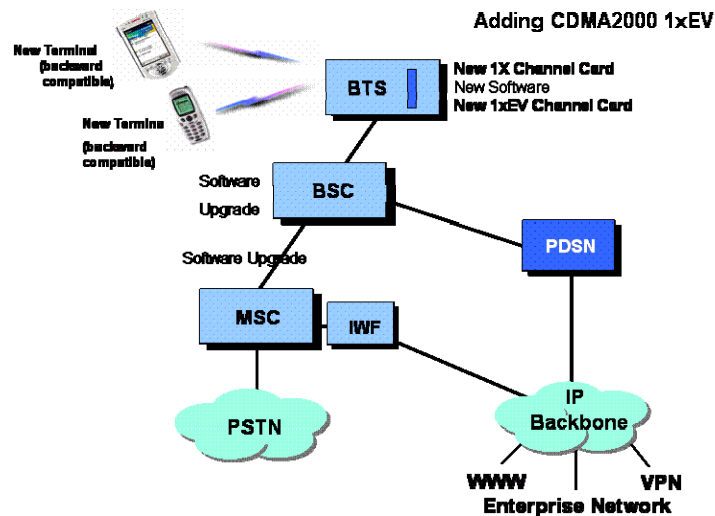 Adding CDMA2000 1xEV
New Terminal
(backward
compatible)
New Termina
(backward
compatible)
BTS
New 1X Channel Card
New Software
New 1xEV Channel Card
Software
Upgrade
BSC
PDSN
Software Upgrade
MSC
IWF
PSTN
IP
Backbone
WWW
VPN
Enterprise Network